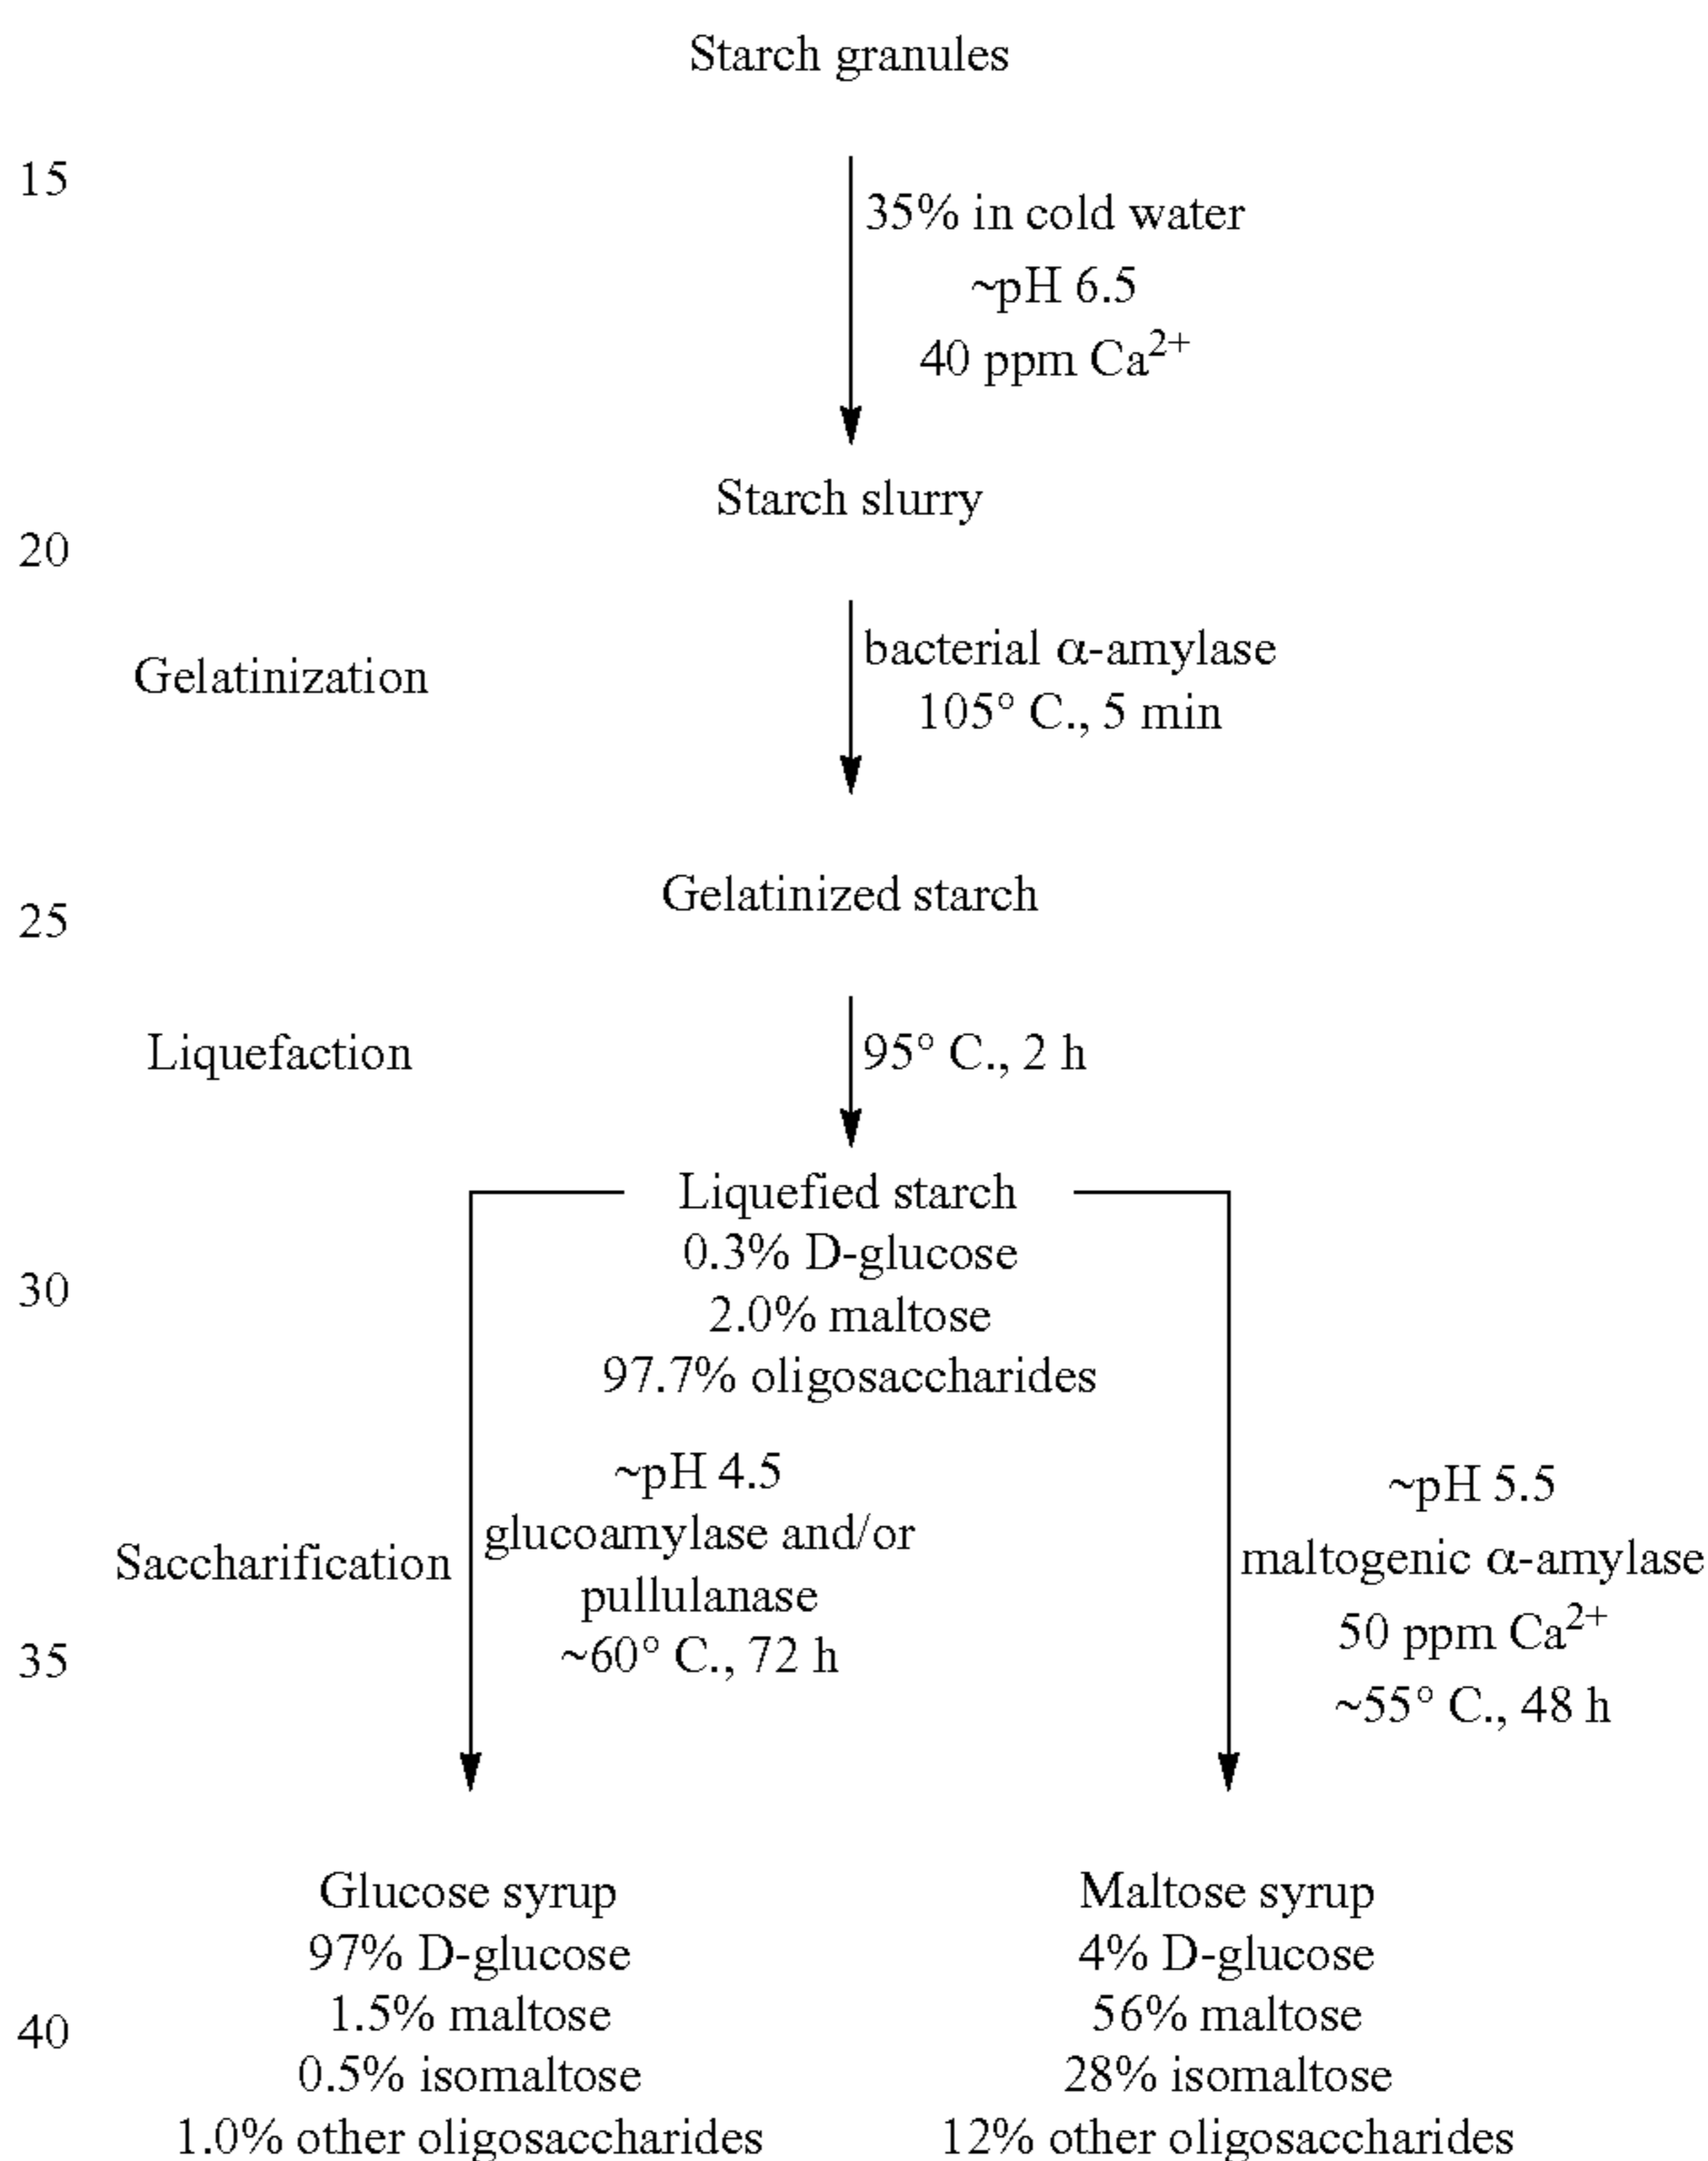 Starch granules
15
35% in cold water
~pH 6.5
40 ppm Ca²⁺
Starch slurry
20
bacterial α-amylase
Gelatinization
105° C., 5 min
Gelatinized starch
25
Liquefaction
95° C., 2 h
Liquefied starch
0.3% D-glucose
30
2.0% maltose
97.7% oligosaccharides
~pH 4.5
glucoamylase and/or
Saccharification
pullulanase
~60° C., 72 h
~pH 5.5
maltogenic α-amylase
50 ppm Ca²⁺
~55° C., 48 h
35
Glucose syrup
97% D-glucose
1.5% maltose
0.5% isomaltose
1.0% other oligosaccharides
Maltose syrup
4% D-glucose
56% maltose
28% isomaltose
12% other oligosaccharides
40